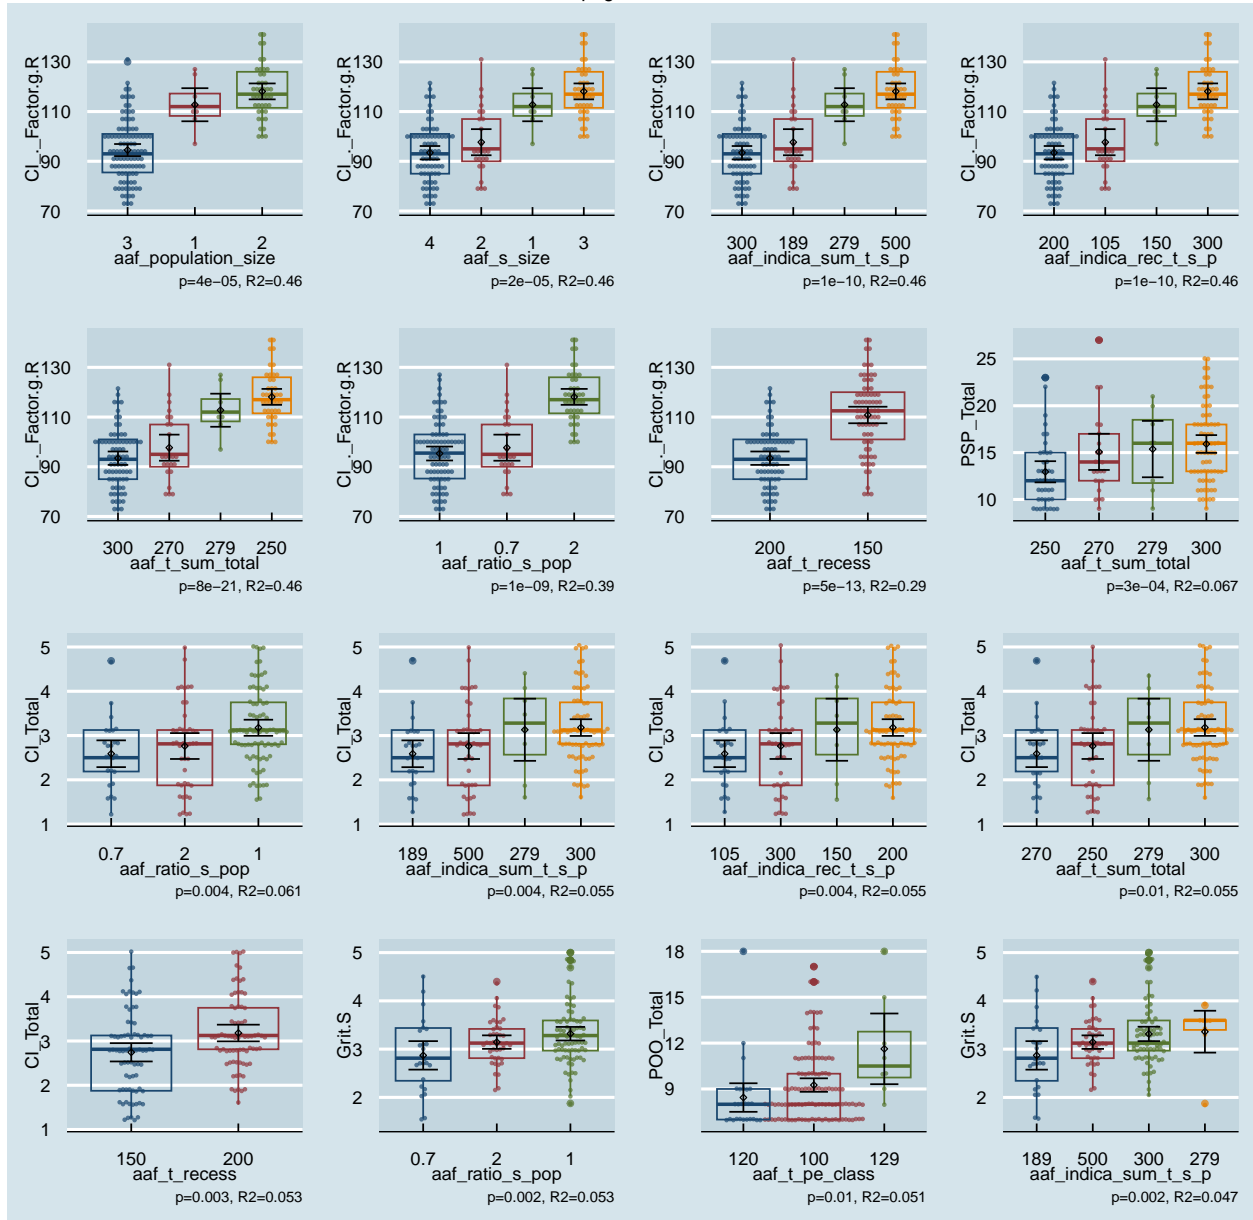 130
110
90
70
CI_._Factor.g.R
3 1 2
aaf_population_size
p=4e−05, R2=0.46
130
110
90
70
CI_._Factor.g.R
4 2 1 3
aaf_s_size
p=2e−05, R2=0.46
130
110
90
70
CI_._Factor.g.R
300 189 279 500
aaf_indica_sum_t_s_p
p=1e−10, R2=0.46
130
110
90
70
CI_._Factor.g.R
200 105 150 300
aaf_indica_rec_t_s_p
p=1e−10, R2=0.46
130
110
90
70
CI_._Factor.g.R
300 270 279 250
aaf_t_sum_total
p=8e−21, R2=0.46
130
110
90
70
CI_._Factor.g.R
1 0.7 2
aaf_ratio_s_pop
p=1e−09, R2=0.39
130
110
90
70
CI_._Factor.g.R
200 150
aaf_t_recess
p=5e−13, R2=0.29
25
20
15
10
PSP_Total
250 270 279 300
aaf_t_sum_total
p=3e−04, R2=0.067
5
4
3
2
1
CI_Total
0.7 2 1
aaf_ratio_s_pop
p=0.004, R2=0.061
5
4
3
2
1
CI_Total
189 500 279 300
aaf_indica_sum_t_s_p
p=0.004, R2=0.055
5
4
3
2
1
CI_Total
105 300 150 200
aaf_indica_rec_t_s_p
p=0.004, R2=0.055
5
4
3
2
1
CI_Total
270 250 279 300
aaf_t_sum_total
p=0.01, R2=0.055
5
4
3
2
1
CI_Total
150 200
aaf_t_recess
p=0.003, R2=0.053
5
4
3
2
Grit.S
0.7 2 1
aaf_ratio_s_pop
p=0.002, R2=0.053
18
15
12
9
POO_Total
120 100 129
aaf_t_pe_class
p=0.01, R2=0.051
5
4
3
2
Grit.S
189 500 300 279
aaf_indica_sum_t_s_p
p=0.002, R2=0.047